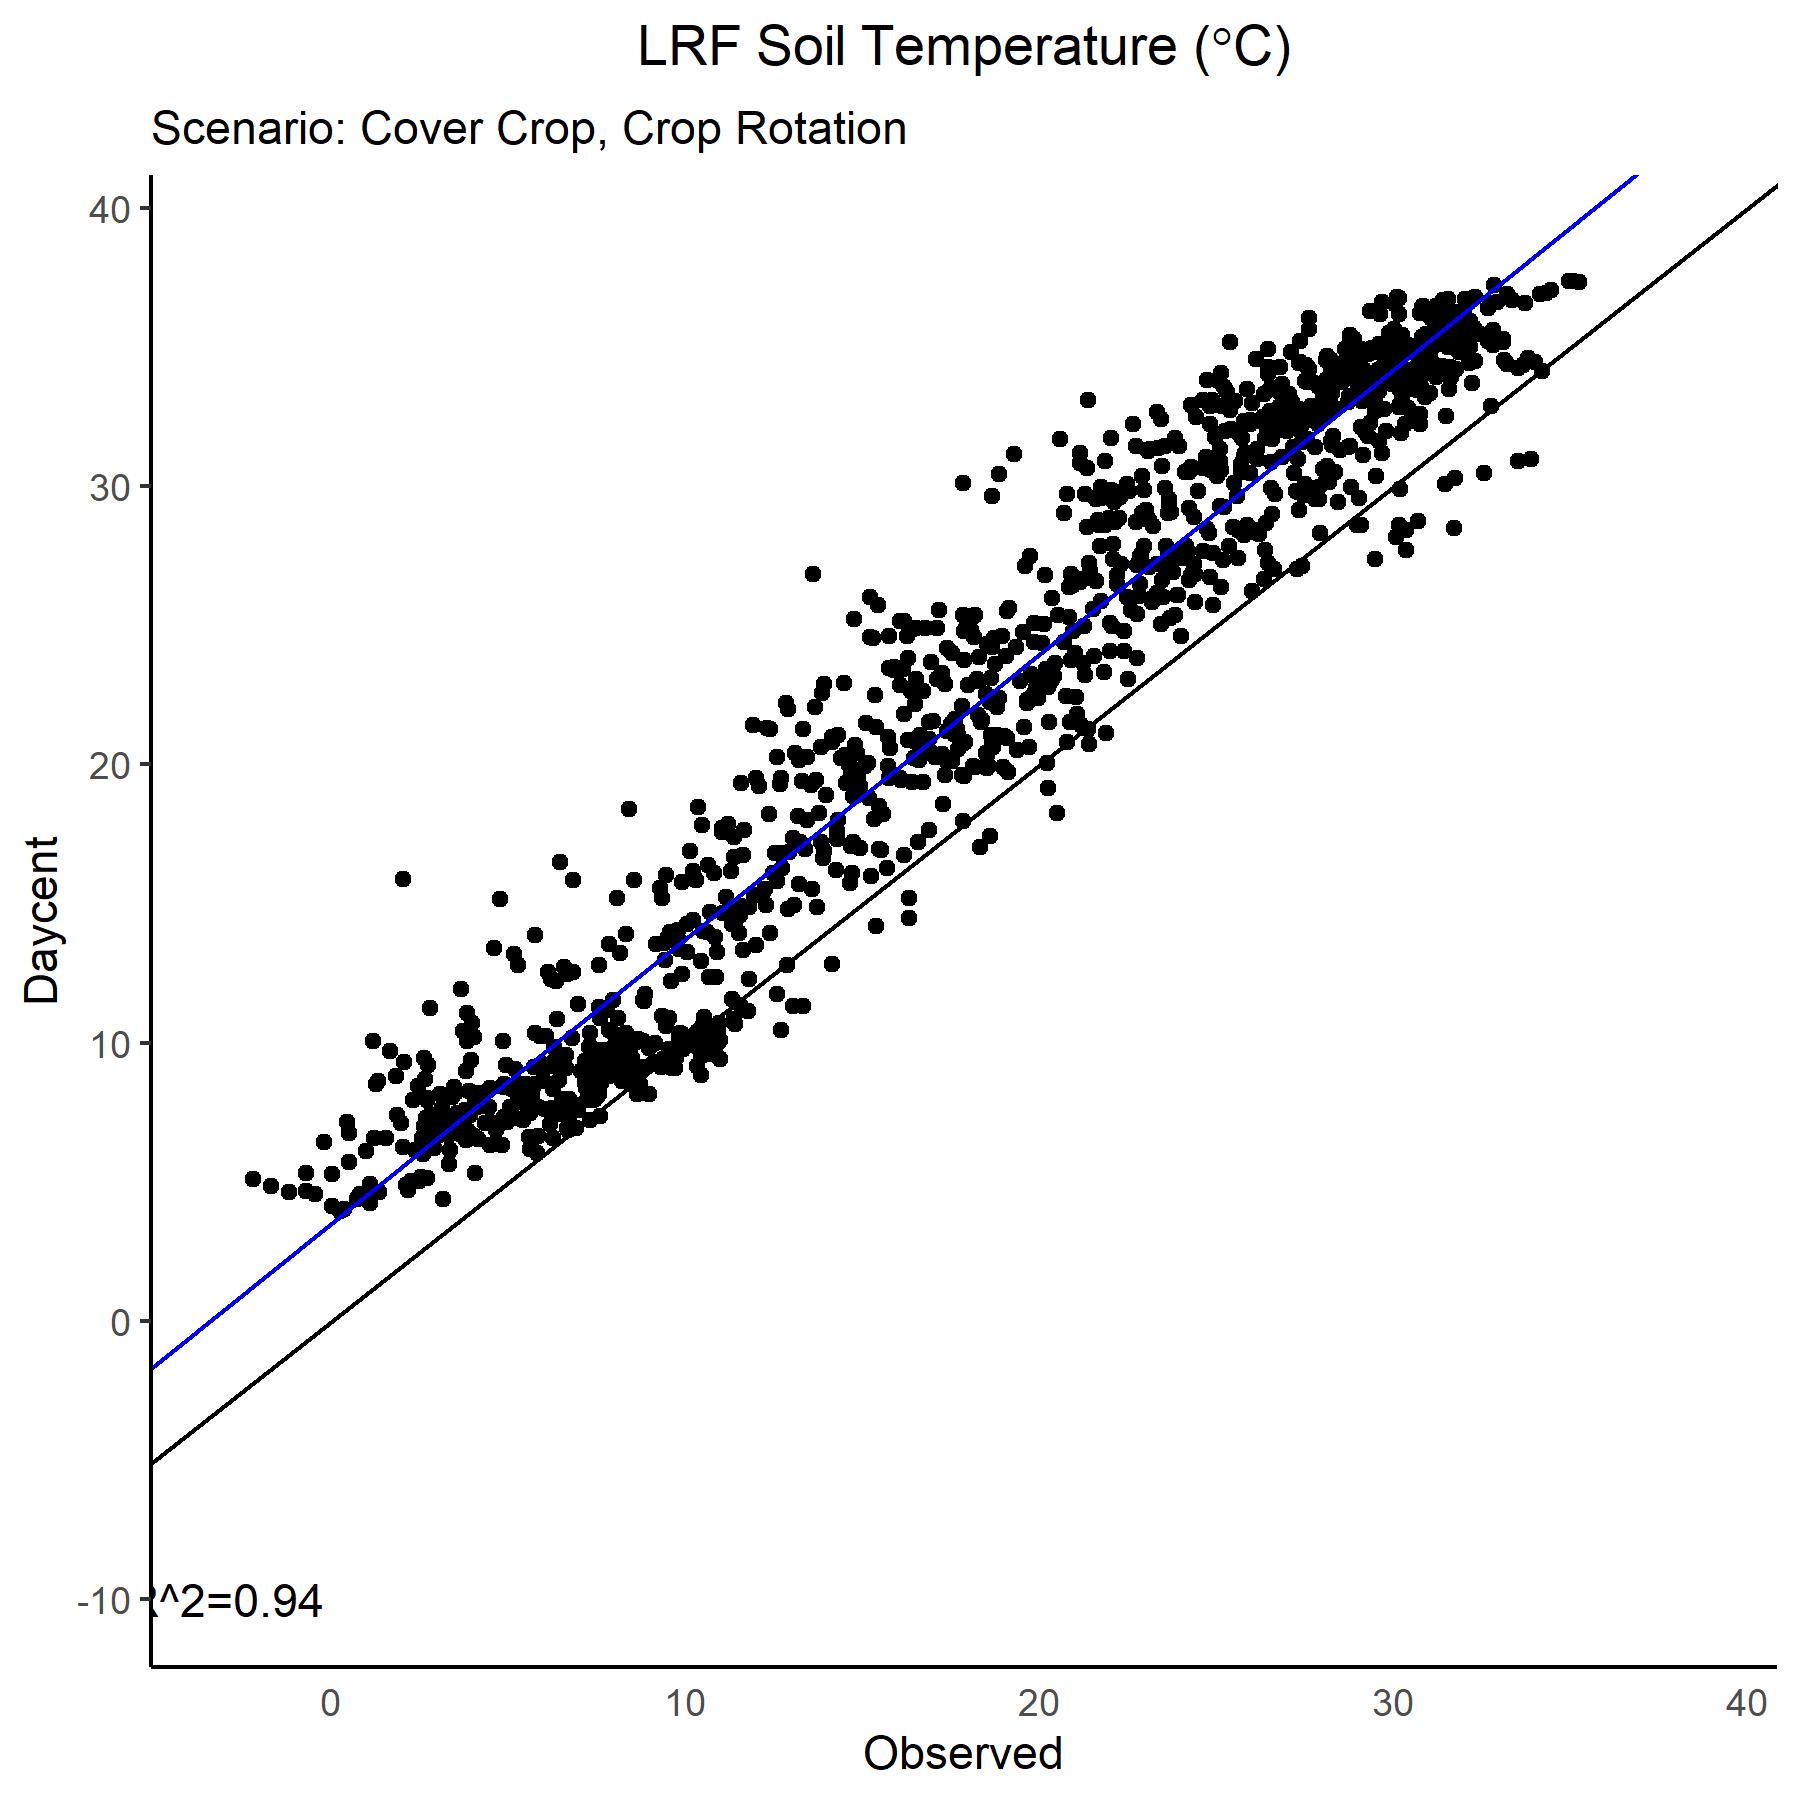 LRF Soil Temperature (°C)
Scenario: Cover Crop, Crop Rotation
40
30
20
10
0
-10
Daycent
^2=0.94
0 10 20 30 40
Observed